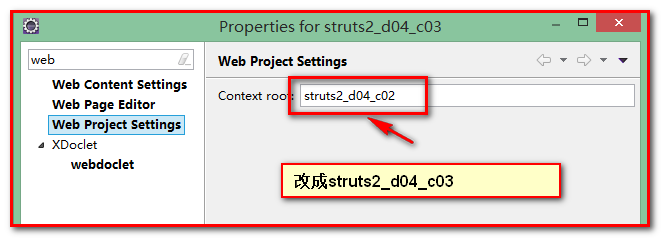 Properties for struts2_d04_c03
web
Web Content Settings
Web Page Editor
Web Project Settings
XDoclet
webdoclet
Web Project Settings
Context root: struts2_d04_c02
改成struts2_d04_c03